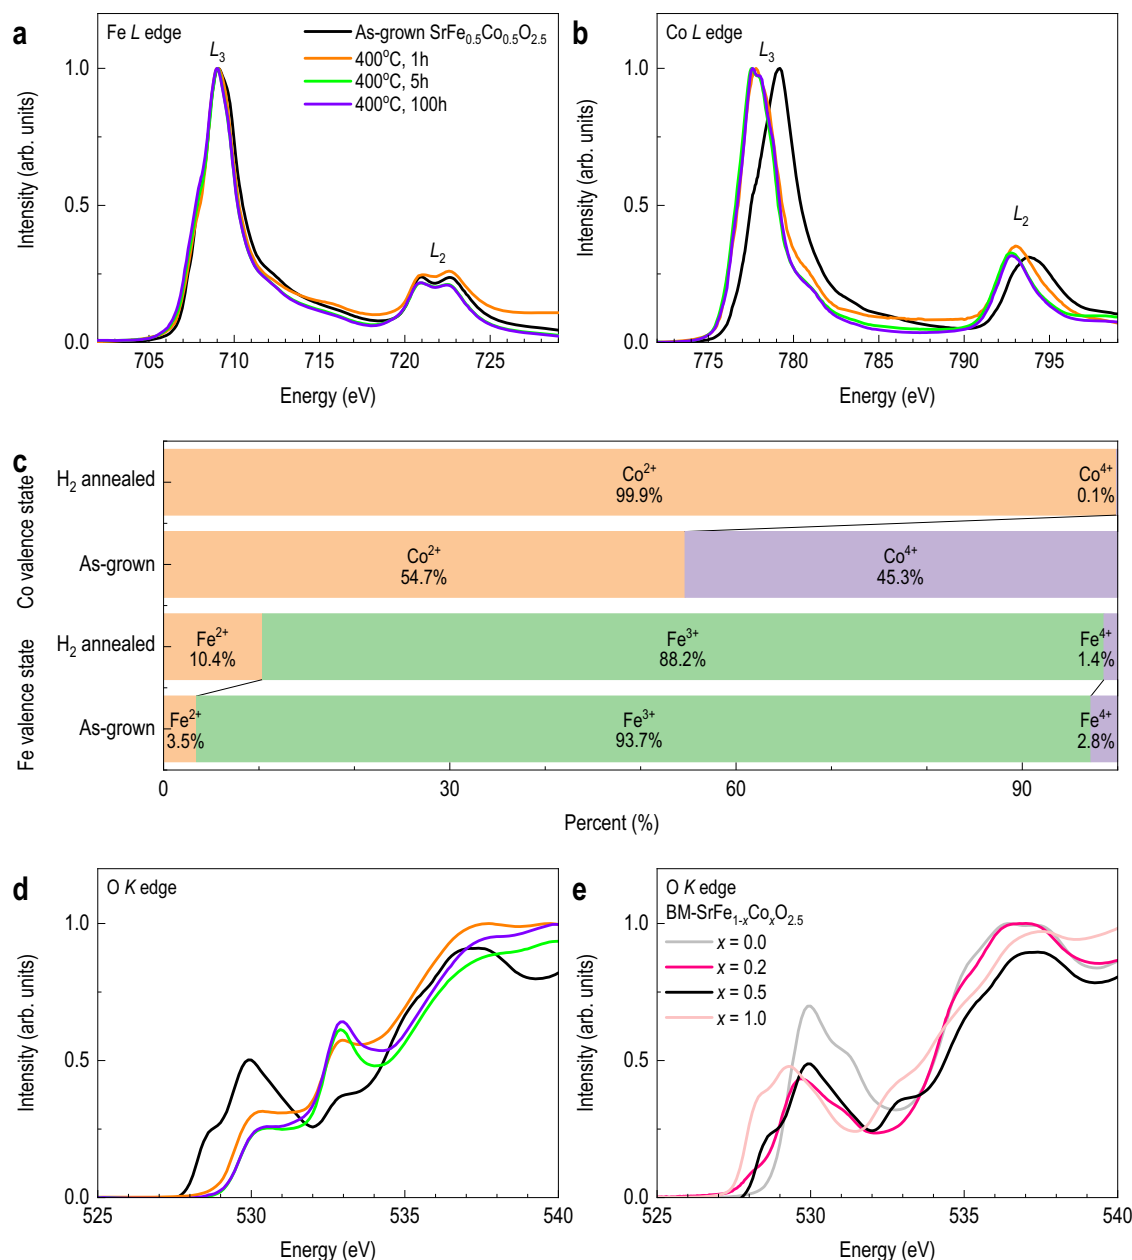 a
Fe L edge
As-grown SrFe₀.₅Co₀.₅O₂.₅
400°C, 1h
400°C, 5h
400°C, 100h
L₃
L₂
1.0
0.5
0.0
Intensity (arb. units)
705 710 715 720 725
Energy (eV)
b
Co L edge
L₃
L₂
1.0
0.5
0.0
Intensity (arb. units)
775 780 785 790 795
Energy (eV)
c
Co valence state
H₂ annealed
Co²⁺
99.9%
Co⁴⁺
0.1%
As-grown
Co²⁺
54.7%
Co⁴⁺
45.3%
Fe valence state
H₂ annealed
Fe²⁺
10.4%
Fe³⁺
88.2%
Fe⁴⁺
1.4%
As-grown
Fe²⁺
3.5%
Fe³⁺
93.7%
Fe⁴⁺
2.8%
0 30 60 90
Percent (%)
d
O K edge
1.0
0.5
0.0
Intensity (arb. units)
525 530 535 540
Energy (eV)
e
O K edge
BM-SrFe₁₋ₓCoₓO₂.₅
x = 0.0
x = 0.2
x = 0.5
x = 1.0
1.0
0.5
0.0
Intensity (arb. units)
525 530 535 540
Energy (eV)